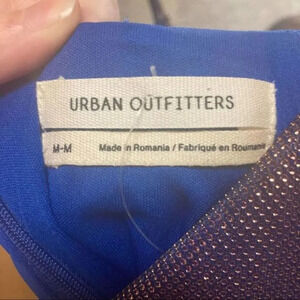 URBAN OUTFITTERS
M-M Made in Romania / Fabriqué en Roumanie